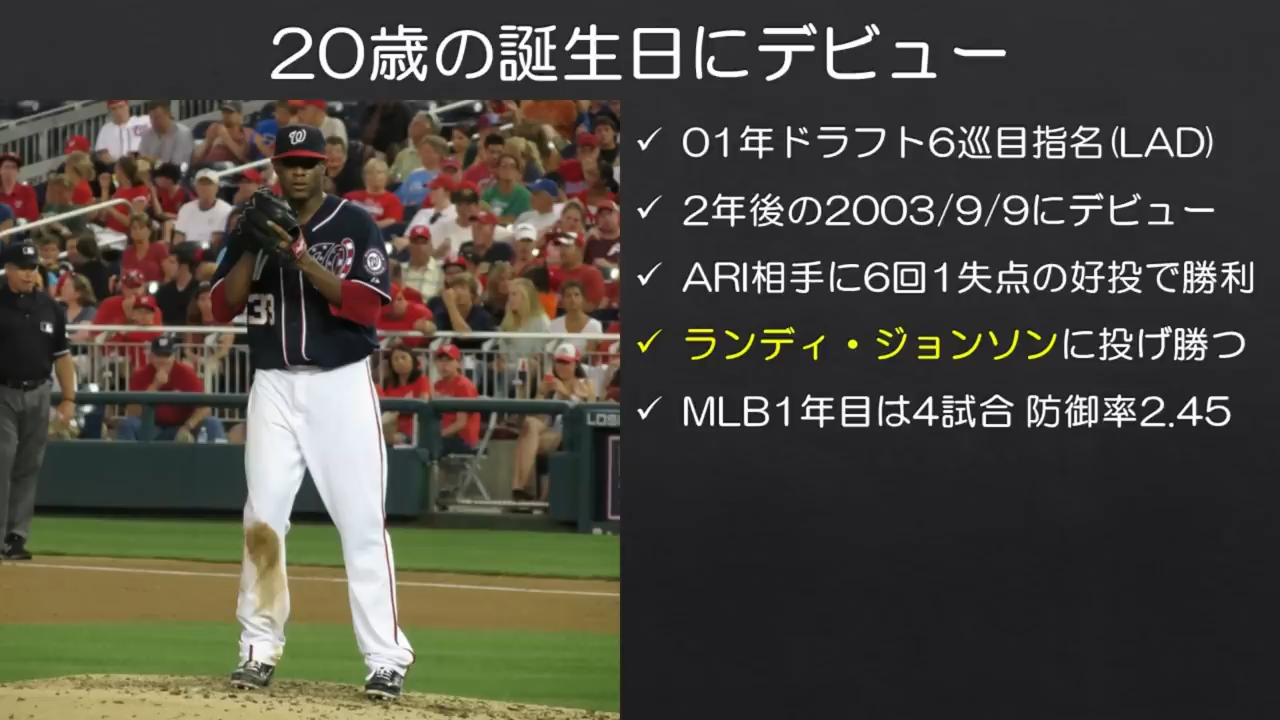 20歳の誕生日にデビュー
01年ドラフト6巡目指名(LAD)
2年後の2003/9/9にデビュー
ARI相手に6回1失点の好投で勝利
ランディ・ジョンソンに投げ勝つ
MLB1年目は4試合 防御率2.45
W
33